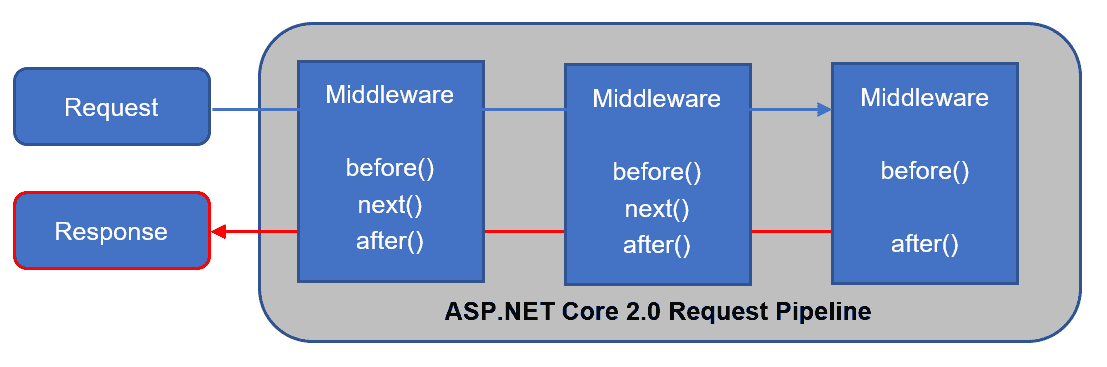 Request
Response
Middleware
before()
next()
after()
Middleware
before()
next()
after()
Middleware
before()
after()
ASP.NET Core 2.0 Request Pipeline